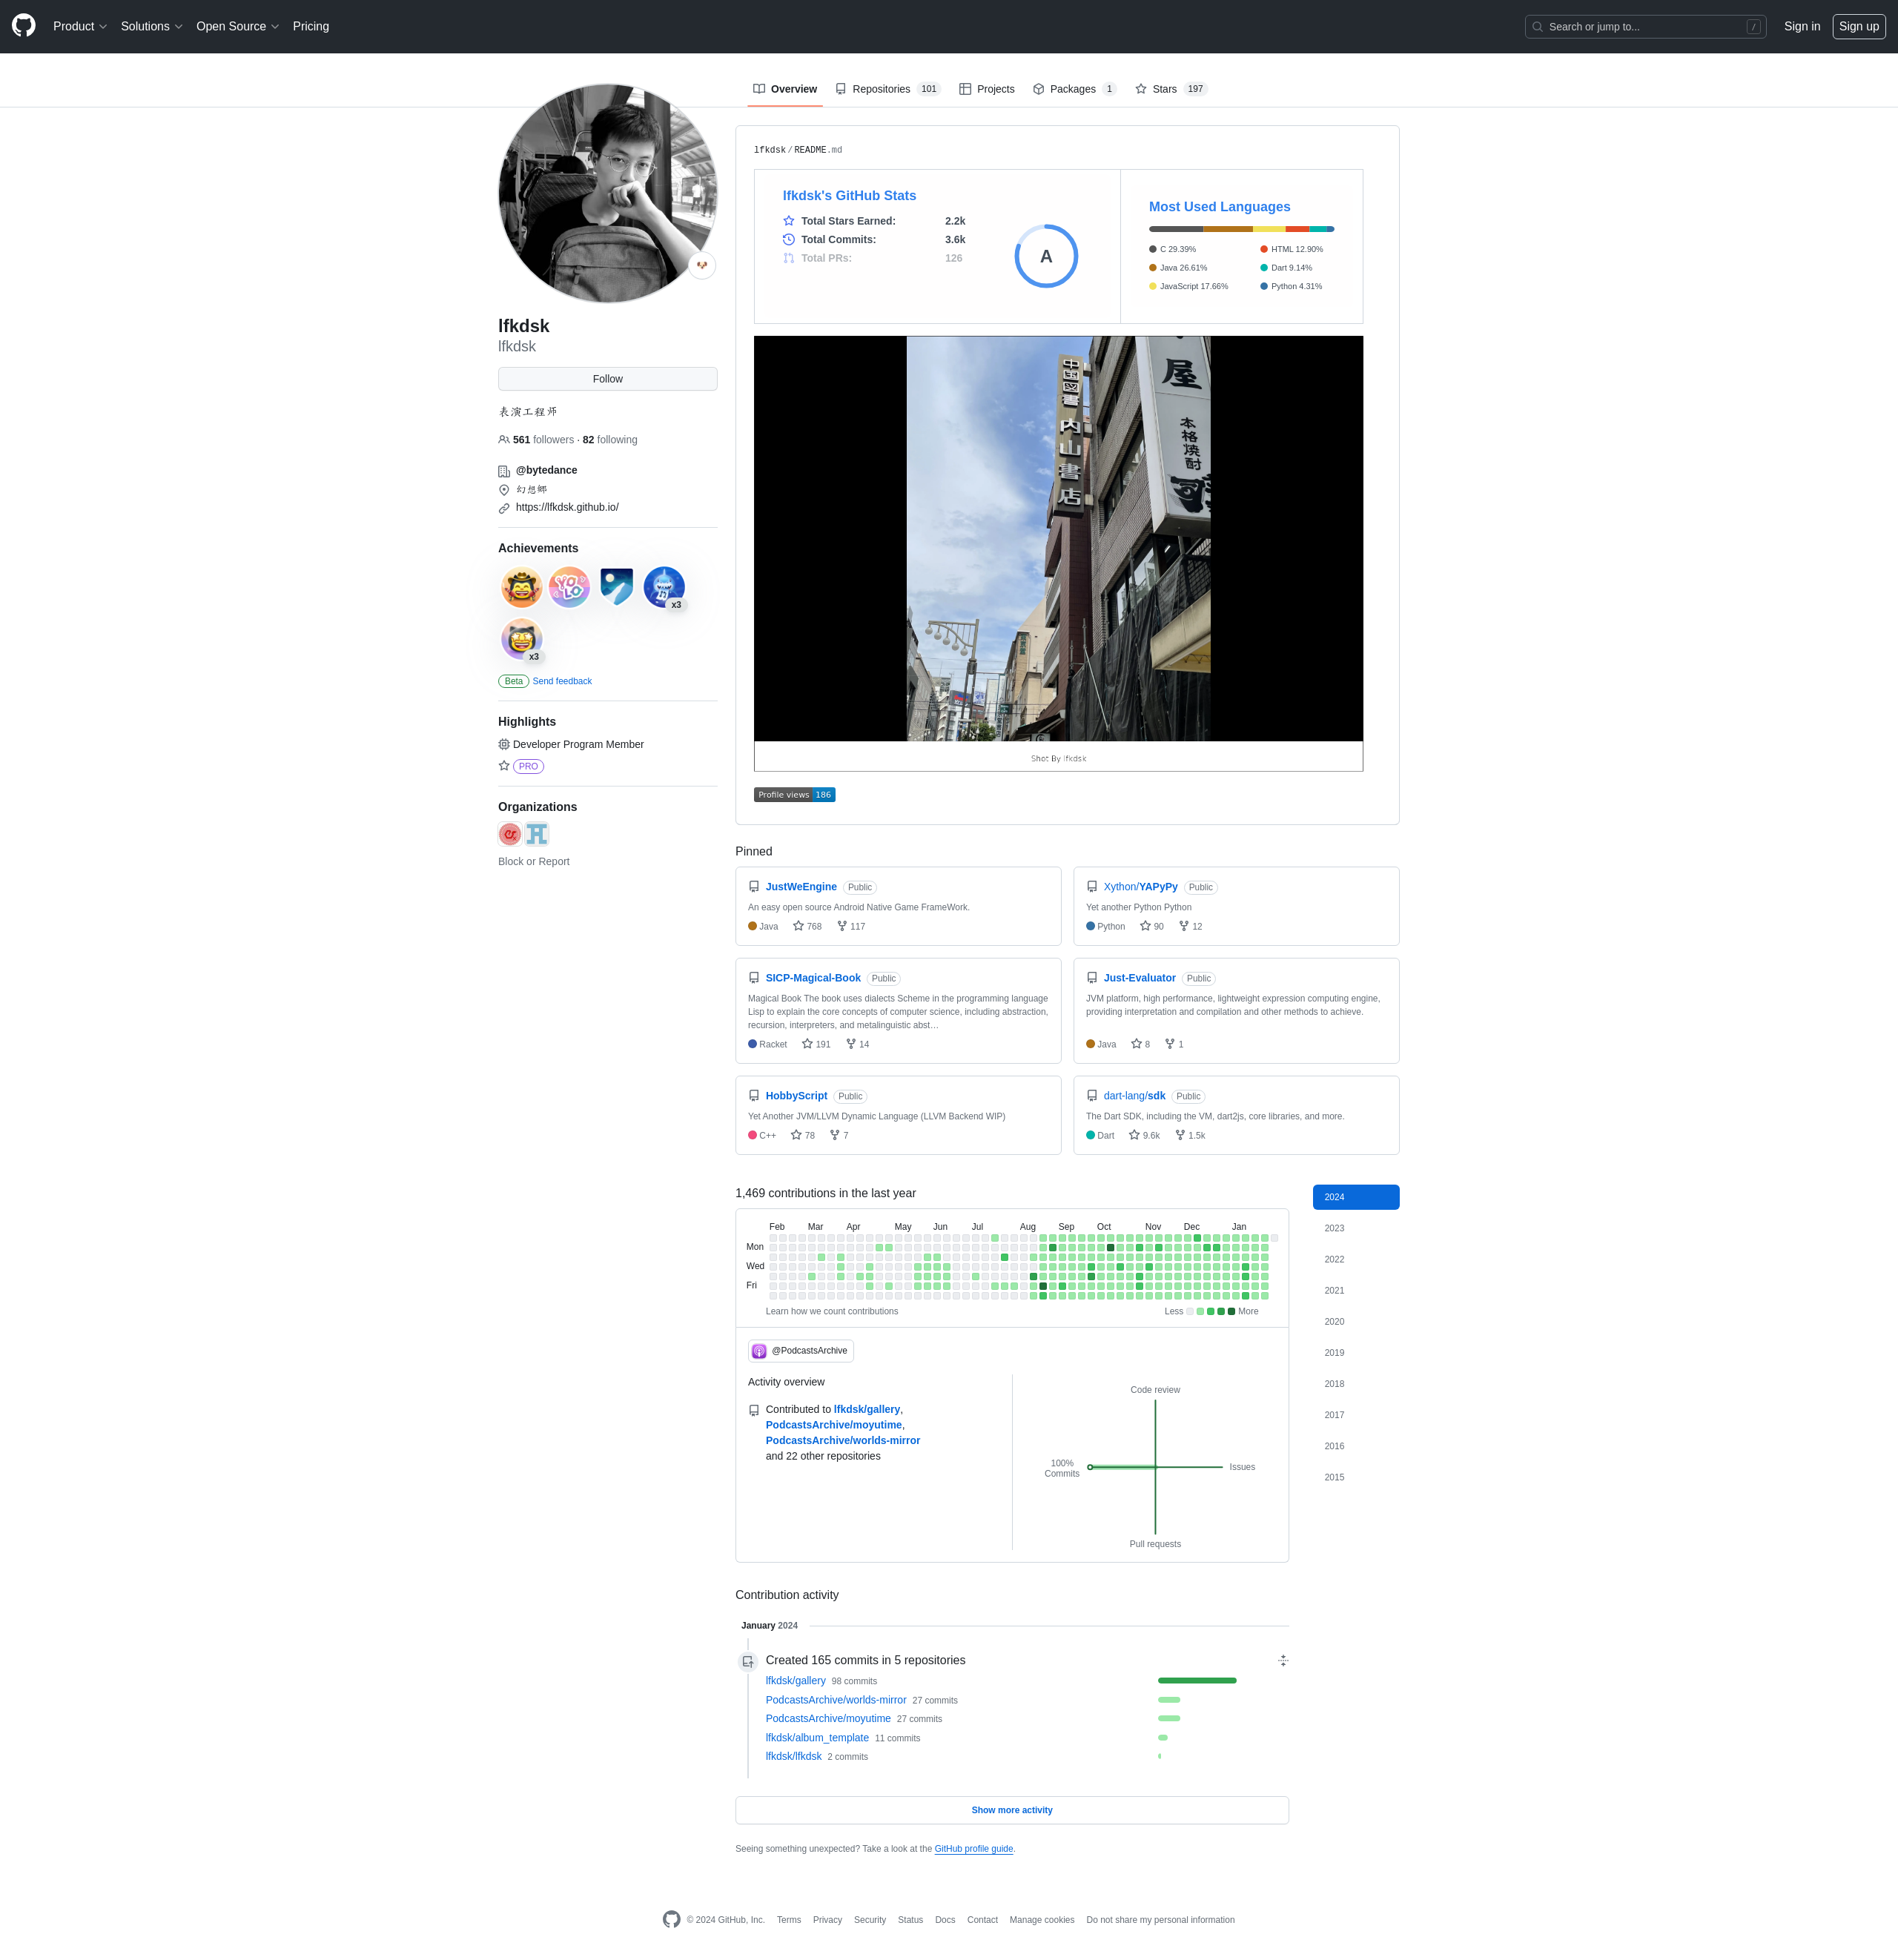 Product
Solutions
Open Source
Pricing
Search or jump to...
/
Sign in
Sign up
Overview
Repositories 101
Projects
Packages 1
Stars 197
lfkdsk
lfkdsk
Follow
表演工程师
561 followers · 82 following
@bytedance
幻想鄉
https://lfkdsk.github.io/
Achievements
YOLO
x3
x3
Beta Send feedback
Highlights
Developer Program Member
PRO
Organizations
Block or Report
lfkdsk/README.md
lfkdsk's GitHub Stats
Total Stars Earned: 2.2k
Total Commits: 3.6k
Total PRs: 126
A
Most Used Languages
C 29.39%
Java 26.61%
JavaScript 17.66%
HTML 12.90%
Dart 9.14%
Python 4.31%
中国図書内山書店
屋
本格焼酎
Shot By lfkdsk
Profile views 186
Pinned
JustWeEngine Public
An easy open source Android Native Game FrameWork.
Java 768 117
Xython/YAPyPy Public
Yet another Python Python
Python 90 12
SICP-Magical-Book Public
Magical Book The book uses dialects Scheme in the programming language
Lisp to explain the core concepts of computer science, including abstraction,
recursion, interpreters, and metalinguistic abst…
Racket 191 14
Just-Evaluator Public
JVM platform, high performance, lightweight expression computing engine,
providing interpretation and compilation and other methods to achieve.
Java 8 1
HobbyScript Public
Yet Another JVM/LLVM Dynamic Language (LLVM Backend WIP)
C++ 78 7
dart-lang/sdk Public
The Dart SDK, including the VM, dart2js, core libraries, and more.
Dart 9.6k 1.5k
1,469 contributions in the last year
Feb Mar Apr May Jun Jul Aug Sep Oct Nov Dec Jan
Mon
Wed
Fri
Learn how we count contributions
Less More
2024
2023
2022
2021
2020
2019
2018
2017
2016
2015
@PodcastsArchive
Activity overview
Contributed to lfkdsk/gallery,
PodcastsArchive/moyutime,
PodcastsArchive/worlds-mirror
and 22 other repositories
Code review
100%
Commits
Issues
Pull requests
Contribution activity
January 2024
Created 165 commits in 5 repositories
lfkdsk/gallery 98 commits
PodcastsArchive/worlds-mirror 27 commits
PodcastsArchive/moyutime 27 commits
lfkdsk/album_template 11 commits
lfkdsk/lfkdsk 2 commits
Show more activity
Seeing something unexpected? Take a look at the GitHub profile guide.
© 2024 GitHub, Inc.
Terms
Privacy
Security
Status
Docs
Contact
Manage cookies
Do not share my personal information